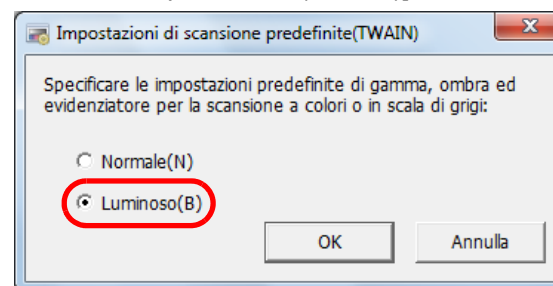 Impostazioni di scansione predefinite(TWAIN)
Specificare le impostazioni predefinite di gamma, ombra ed
evidenziatore per la scansione a colori o in scala di grigi:
Normale(N)
Luminoso(B)
OK Annulla